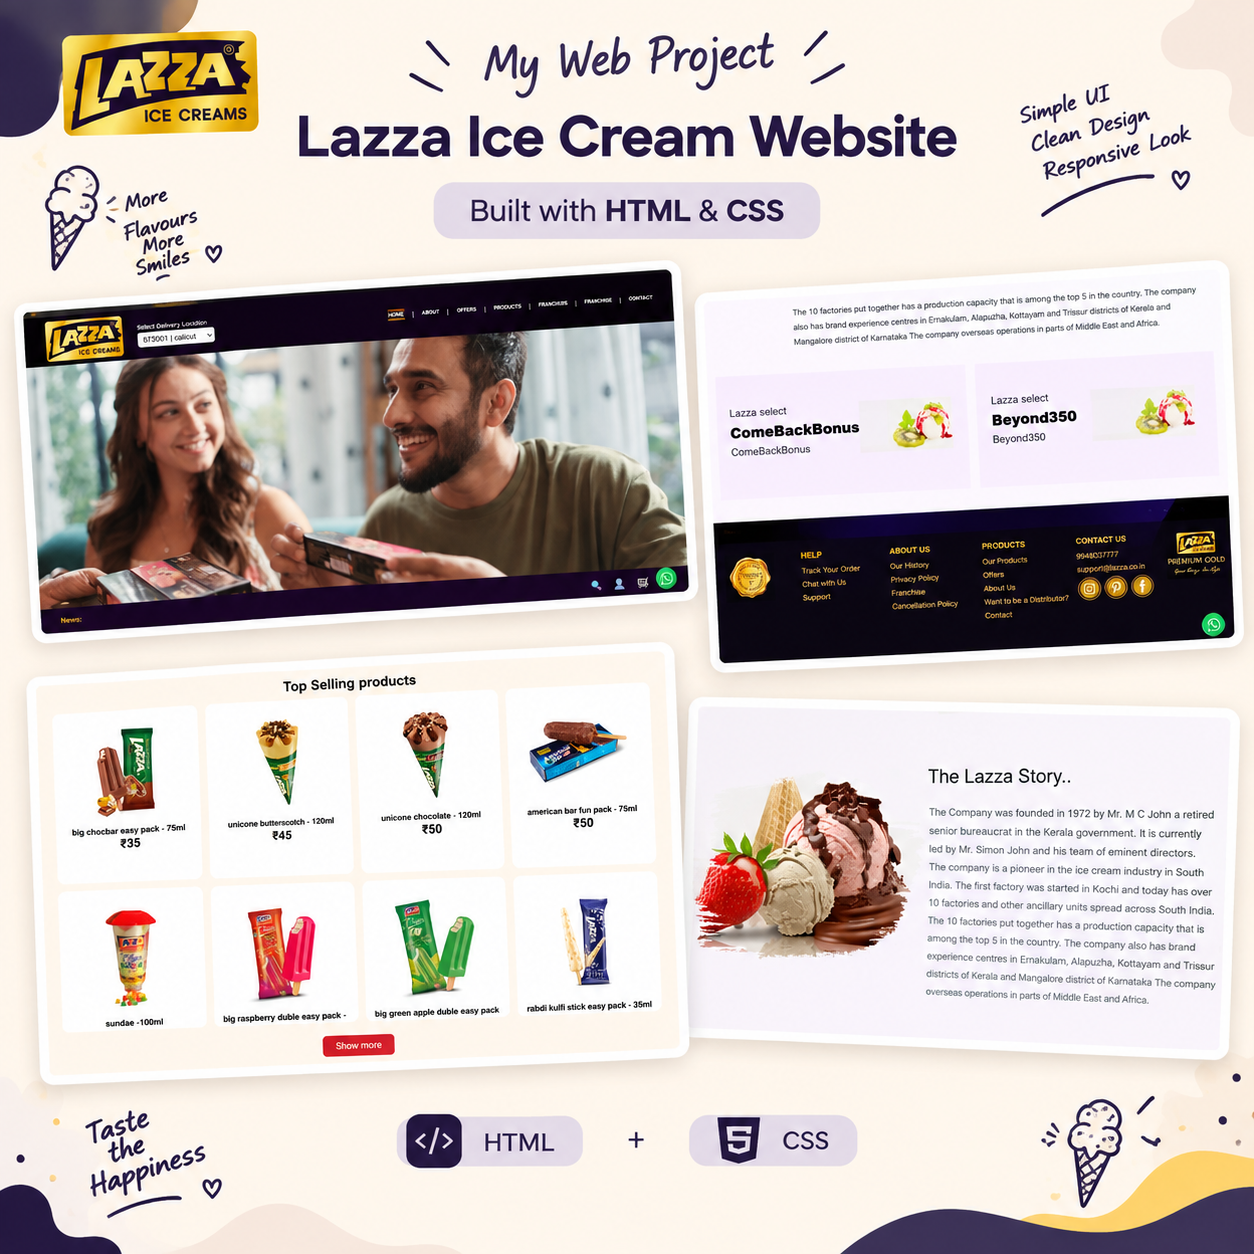 LAZZA®
ICE CREAMS
My Web Project
Lazza Ice Cream Website
Built with HTML & CSS
Simple UI
Clean Design
Responsive Look
More
Flavours
More
Smiles
LAZZA
ICE CREAMS
Select Delivery Location
673001 | calicut
HOME | ABOUT | OFFERS | PRODUCTS | FRANCHUIS | FRANCHISE | CONTACT
News:
The 10 factories put together has a production capacity that is among the top 5 in the country. The company
also has brand experience centres in Ernakulam, Alapuzha, Kottayam and Trissur districts of Kerela and
Mangalore district of Karnataka The company overseas operations in parts of Middle East and Africa.
Lazza select
ComeBackBonus
ComeBackBonus
Lazza select
Beyond350
Beyond350
HELP
Track Your Order
Chat with Us
Support
ABOUT US
Our History
Privacy Policy
Franchise
Cancellation Policy
PRODUCTS
Our Products
Offers
About Us
Want to be a Distributor?
Contact
CONTACT US
support@lazza.co.in
LAZZA
PREMIUM GOLD
Top Selling products
big chocbar easy pack - 75ml
₹35
unicone butterscotch - 120ml
₹45
unicone chocolate - 120ml
₹50
american bar fun pack - 75ml
₹50
sundae -100ml
big raspberry duble easy pack -
big green apple duble easy pack
rabdi kulfi stick easy pack - 35ml
Show more
The Lazza Story..
The Company was founded in 1972 by Mr. M C John a retired
senior bureaucrat in the Kerala government. It is currently
led by Mr. Simon John and his team of eminent directors.
The company is a pioneer in the ice cream industry in South
India. The first factory was started in Kochi and today has over
10 factories and other ancillary units spread across South India.
The 10 factories put together has a production capacity that is
among the top 5 in the country. The company also has brand
experience centres in Ernakulam, Alapuzha, Kottayam and Trissur
districts of Kerala and Mangalore district of Karnataka The company
overseas operations in parts of Middle East and Africa.
Taste
the
Happiness
</> HTML
+
5 CSS